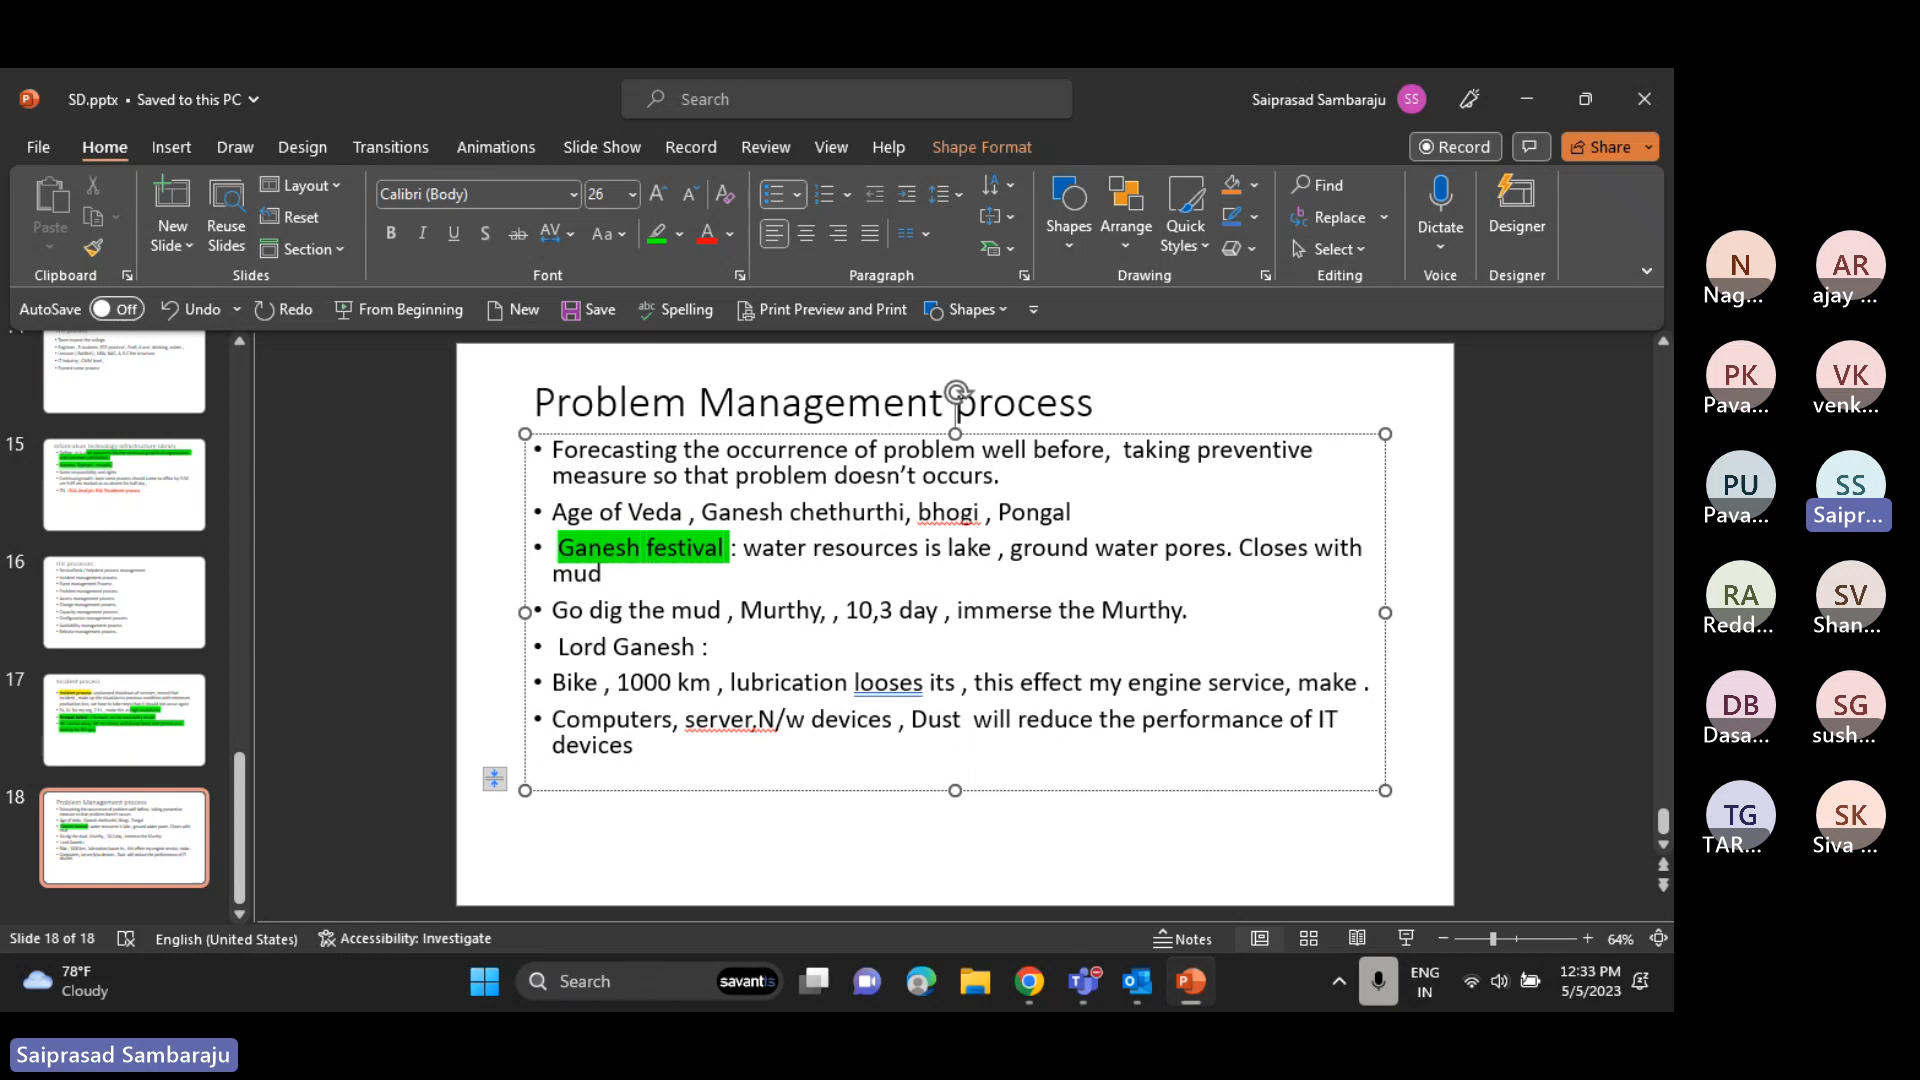 SD.pptx • Saved to this PC
Search
Saiprasad Sambaraju
SS
File
Home
Insert
Draw
Design
Transitions
Animations
Slide Show
Record
Review
View
Help
Shape Format
Record
Share
Paste
Clipboard
New
Slide
Reuse
Slides
Layout
Reset
Section
Slides
Calibri (Body)
26
Font
Paragraph
Shapes
Arrange
Quick
Styles
Drawing
Find
Replace
Select
Editing
Dictate
Voice
Designer
Designer
AutoSave
Off
Undo
Redo
From Beginning
New
Save
Spelling
Print Preview and Print
Shapes
15
16
17
18
Problem Management process
• Forecasting the occurrence of problem well before, taking preventive
measure so that problem doesn’t occurs.
• Age of Veda , Ganesh chethurthi, bhogi , Pongal
• Ganesh festival : water resources is lake , ground water pores. Closes with
mud
• Go dig the mud , Murthy, , 10,3 day , immerse the Murthy.
• Lord Ganesh :
• Bike , 1000 km , lubrication looses its , this effect my engine service, make .
• Computers, server,N/w devices , Dust will reduce the performance of IT
devices
Slide 18 of 18
English (United States)
Accessibility: Investigate
Notes
64%
78°F
Cloudy
Search
savantis
ENG
IN
12:33 PM
5/5/2023
N
Nag...
AR
ajay ...
PK
Pava...
VK
venk...
PU
Pava...
SS
Saipr...
RA
Redd...
SV
Shan...
DB
Dasa...
SG
sush...
TG
TAR...
SK
Siva ...
Saiprasad Sambaraju